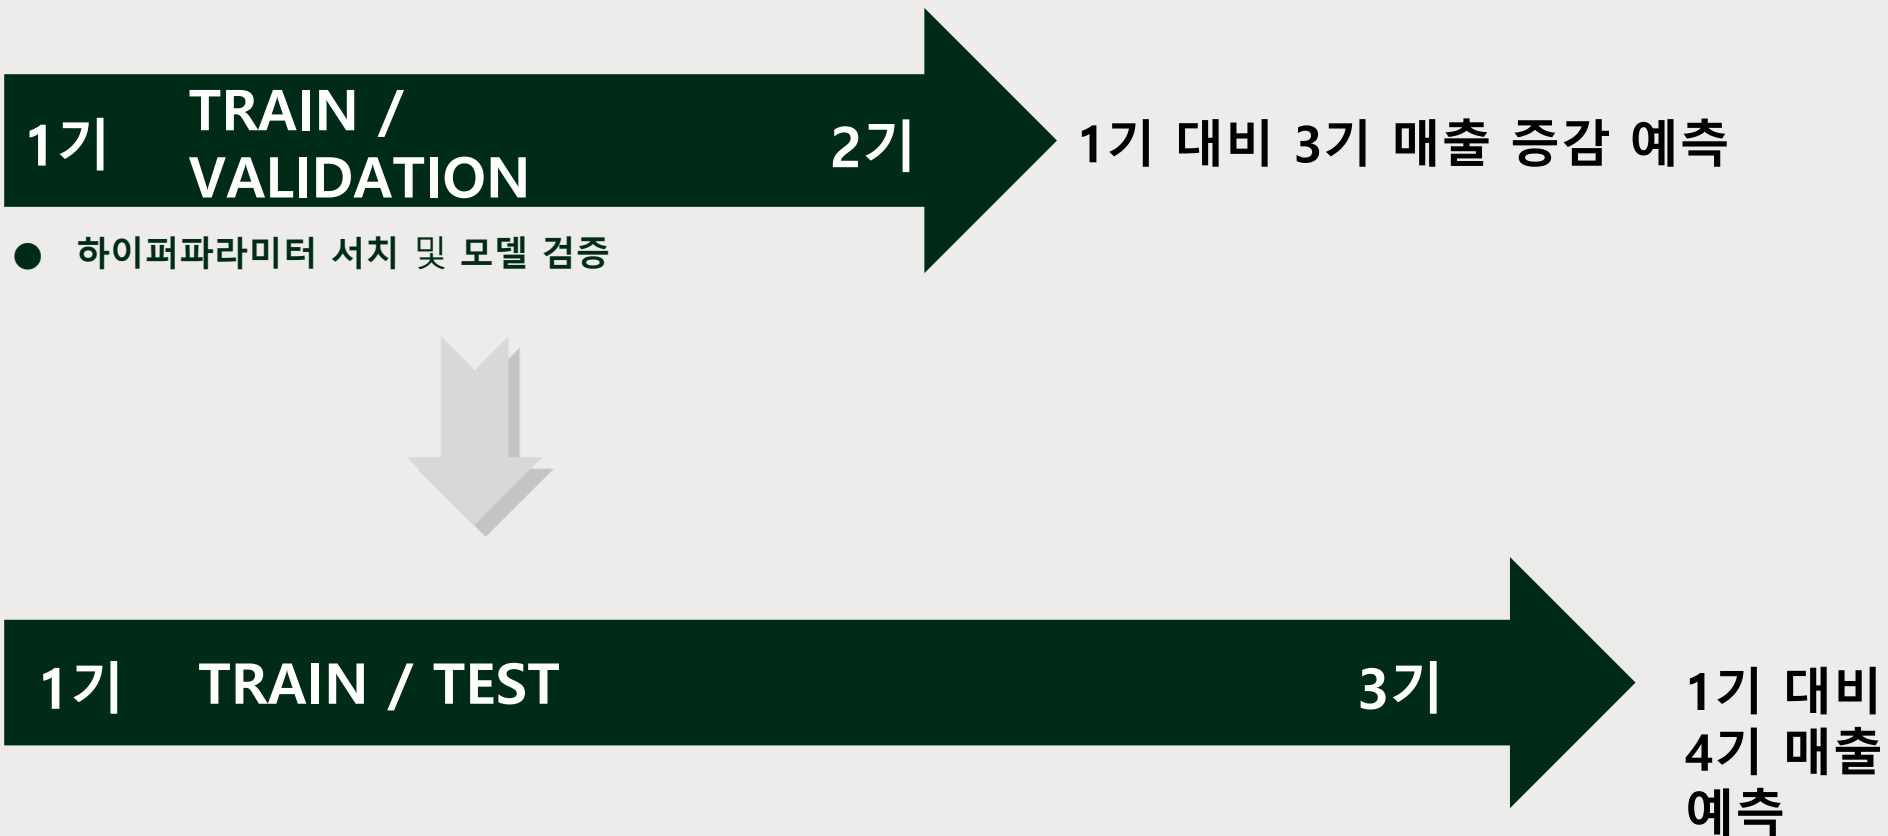 1기
TRAIN /
VALIDATION
2기
1기 대비 3기 매출 증감 예측
● 하이퍼파라미터 서치 및 모델 검증
1기
TRAIN / TEST
3기
1기 대비
4기 매출
예측